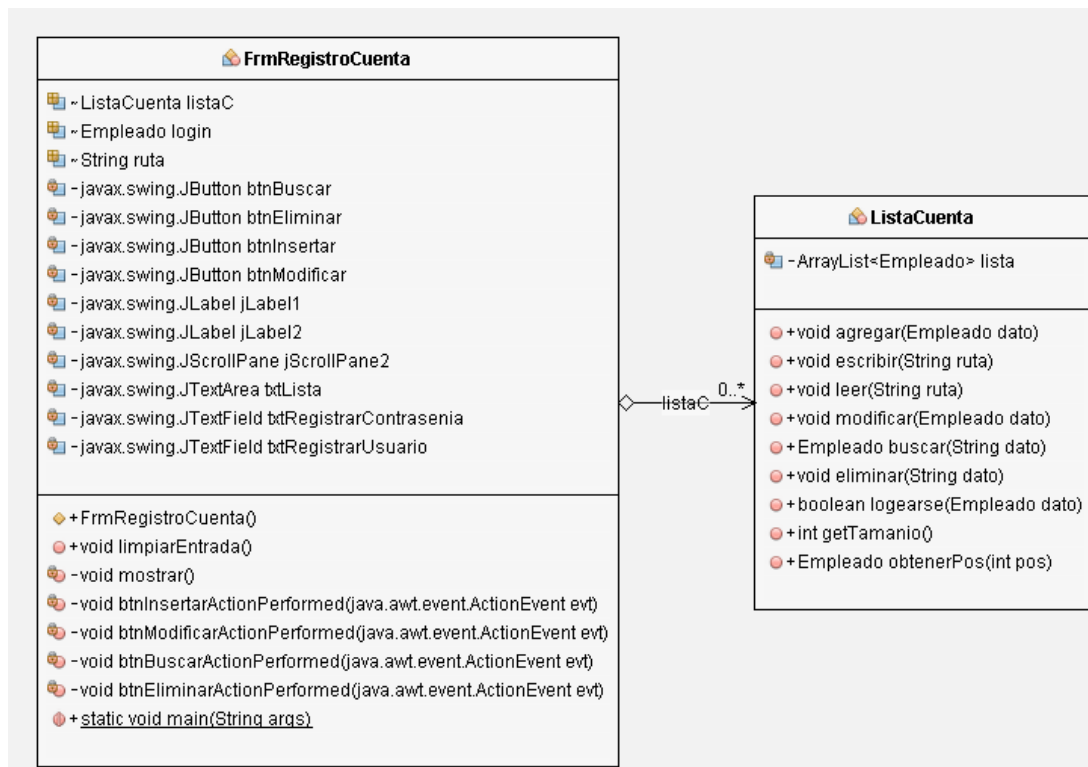 FrmRegistroCuenta
~ListaCuenta listaC
~Empleado login
~String ruta
-javax.swing.JButton btnBuscar
-javax.swing.JButton btnEliminar
-javax.swing.JButton btnInsertar
-javax.swing.JButton btnModificar
-javax.swing.JLabel jLabel1
-javax.swing.JLabel jLabel2
-javax.swing.JScrollPane jScrollPane2
-javax.swing.JTextArea txtLista
-javax.swing.JTextField txtRegistrarContrasenia
-javax.swing.JTextField txtRegistrarUsuario
+FrmRegistroCuenta()
+void limpiarEntrada()
-void mostrar()
-void btnInsertarActionPerformed(java.awt.event.ActionEvent evt)
-void btnModificarActionPerformed(java.awt.event.ActionEvent evt)
-void btnBuscarActionPerformed(java.awt.event.ActionEvent evt)
-void btnEliminarActionPerformed(java.awt.event.ActionEvent evt)
+static void main(String args)
listaC
0..*
ListaCuenta
-ArrayList<Empleado> lista
+void agregar(Empleado dato)
+void escribir(String ruta)
+void leer(String ruta)
+void modificar(Empleado dato)
+Empleado buscar(String dato)
+void eliminar(String dato)
+boolean logearse(Empleado dato)
+int getTamanio()
+Empleado obtenerPos(int pos)